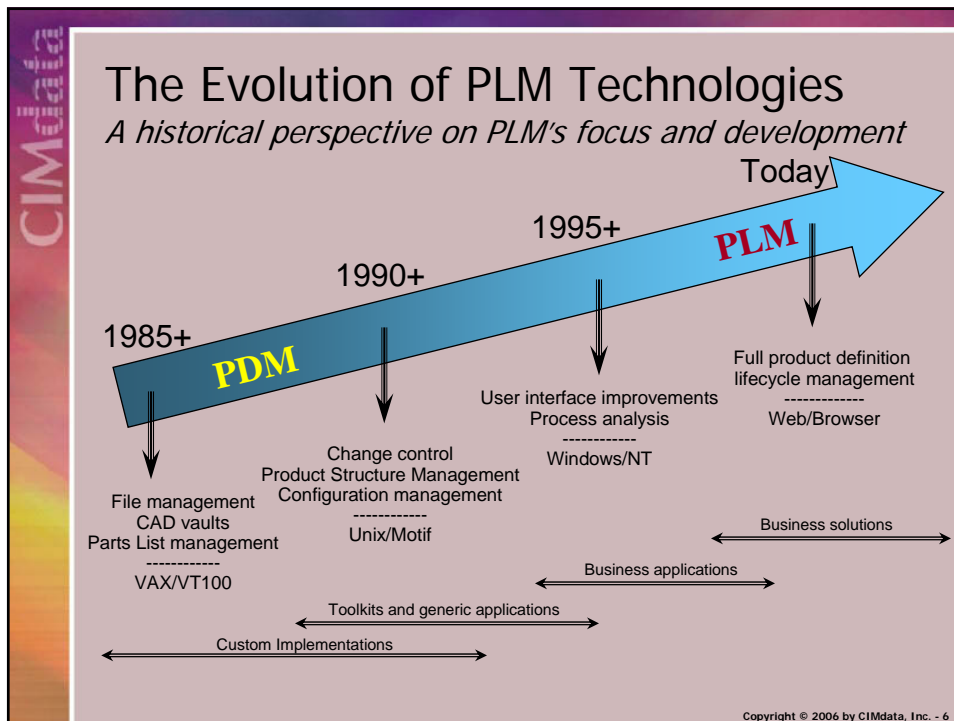 CIMdata
The Evolution of PLM Technologies
A historical perspective on PLM's focus and development
Today
1995+
PLM
1990+
1985+
PDM
File management
CAD vaults
Parts List management
------------
VAX/VT100
Change control
Product Structure Management
Configuration management
------------
Unix/Motif
User interface improvements
Process analysis
------------
Windows/NT
Full product definition
lifecycle management
-------------
Web/Browser
Business solutions
Business applications
Toolkits and generic applications
Custom Implementations
Copyright © 2006 by CIMdata, Inc. - 6